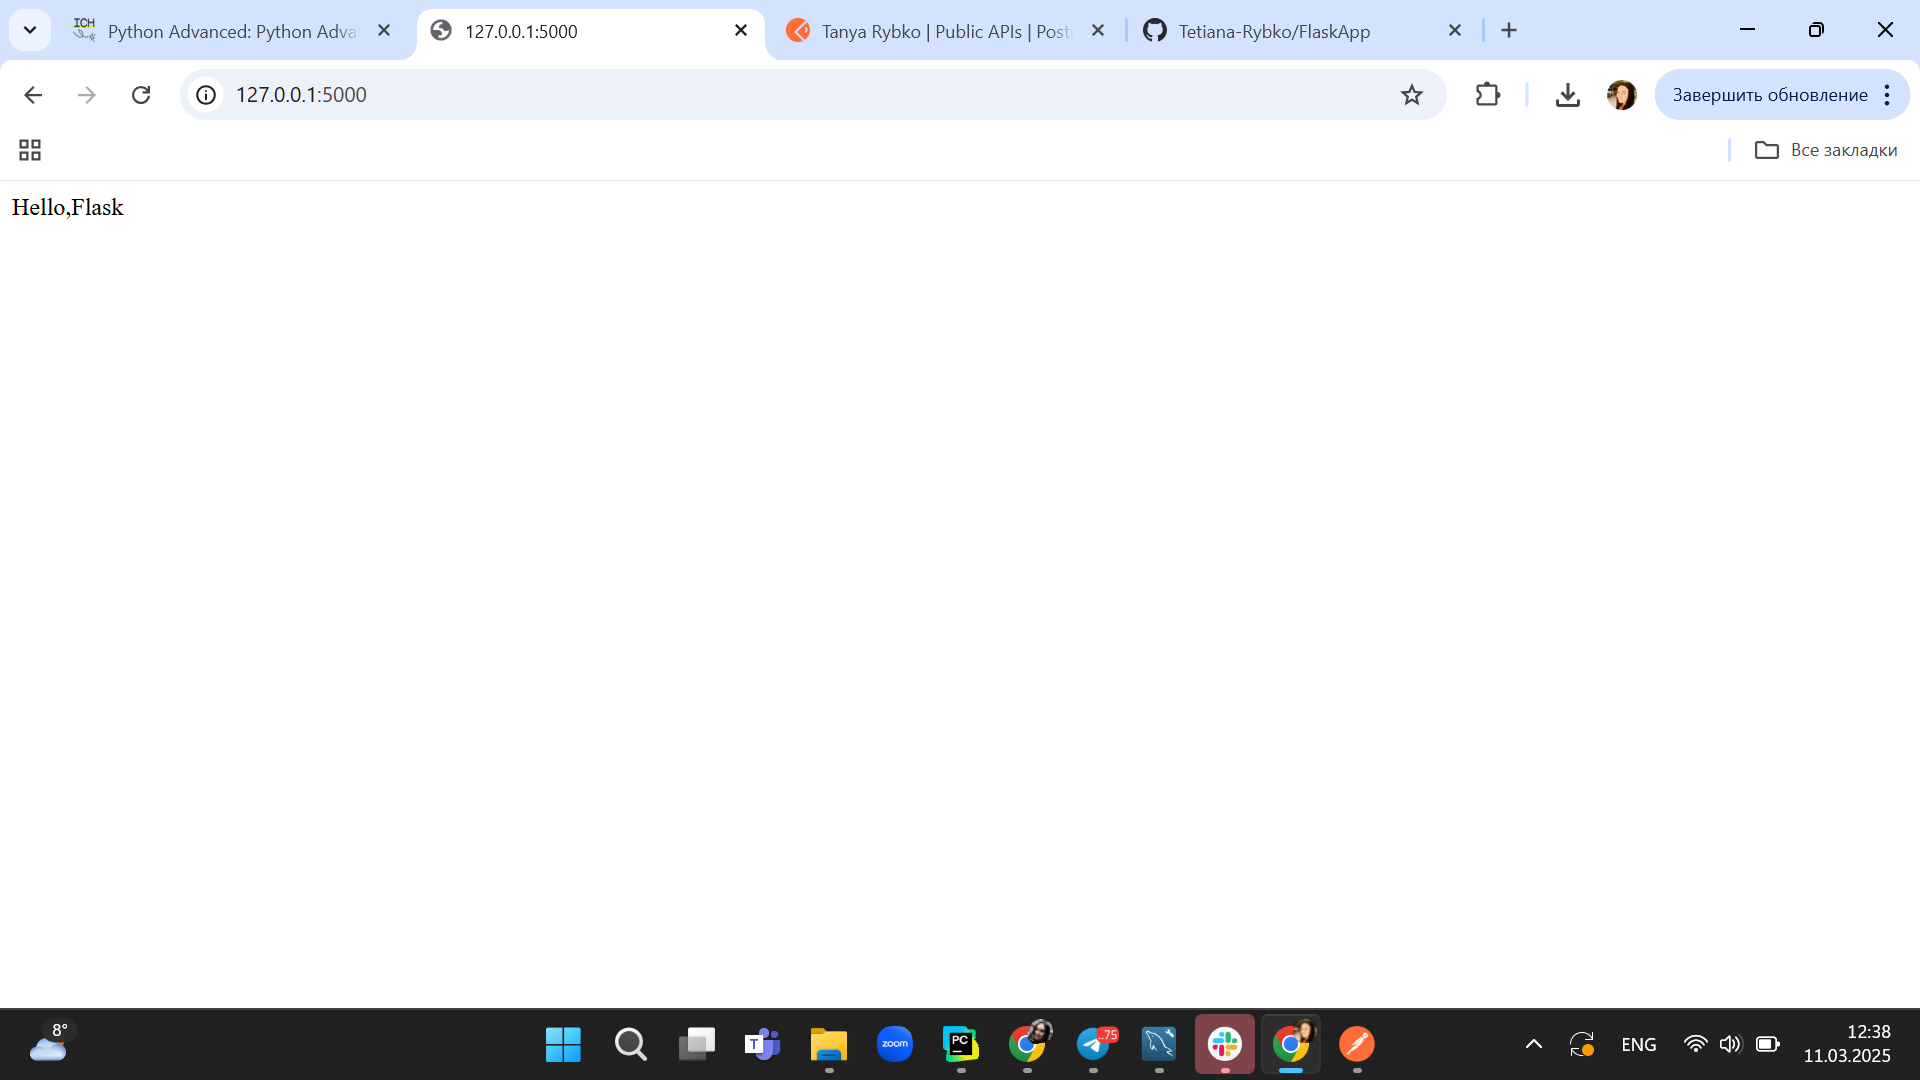 ICH
Python Advanced: Python Adva
127.0.0.1:5000
Tanya Rybko | Public APIs | Post
Tetiana-Rybko/FlaskApp
127.0.0.1:5000
Завершить обновление
Все закладки
Hello,Flask
8°
T
zoom
PC
..75
ENG
12:38
11.03.2025